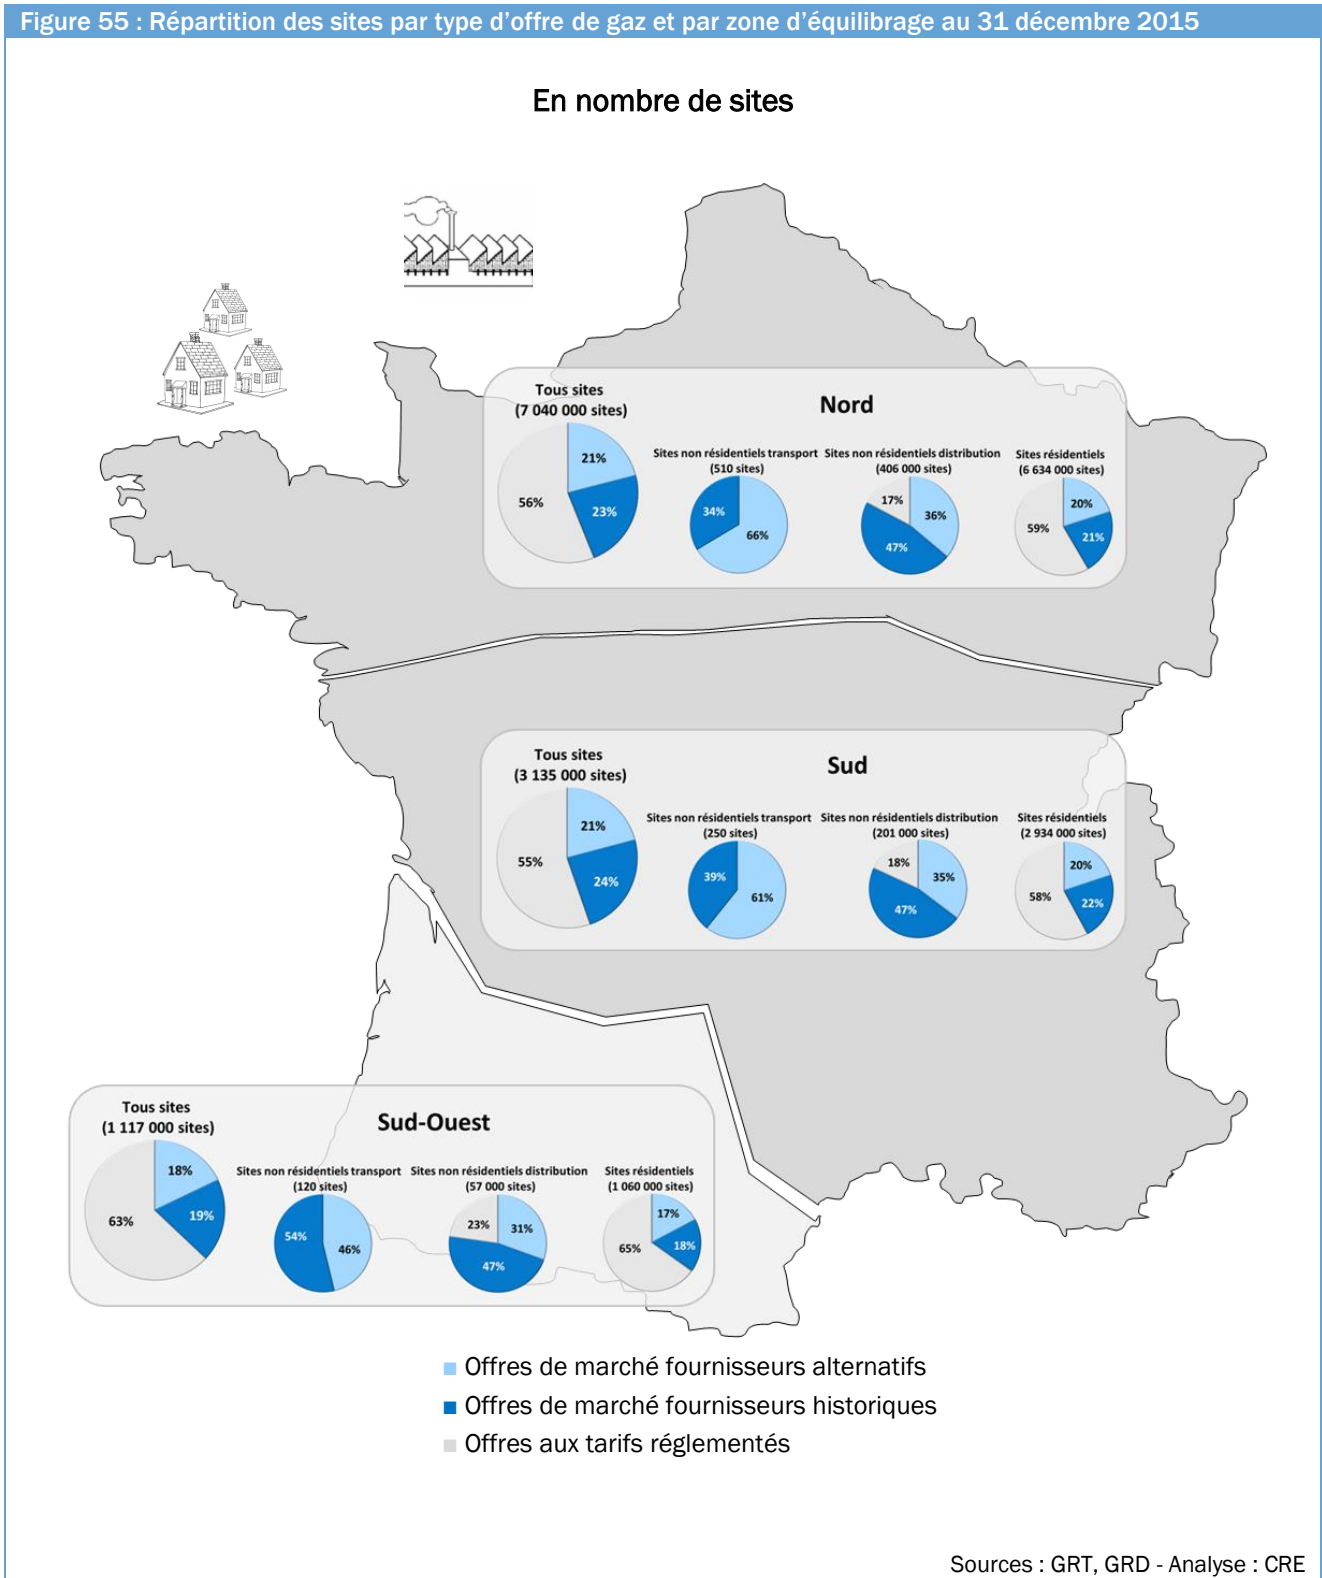 Figure 55 : Répartition des sites par type d'offre de gaz et par zone d'équilibrage au 31 décembre 2015
En nombre de sites
Nord
Tous sites
(7 040 000 sites)
21%
23%
56%
Sites non résidentiels transport
(510 sites)
34%
66%
Sites non résidentiels distribution
(406 000 sites)
17%
36%
47%
Sites résidentiels
(6 634 000 sites)
20%
21%
59%
Sud
Tous sites
(3 135 000 sites)
21%
24%
55%
Sites non résidentiels transport
(250 sites)
39%
61%
Sites non résidentiels distribution
(201 000 sites)
18%
35%
47%
Sites résidentiels
(2 934 000 sites)
20%
22%
58%
Sud-Ouest
Tous sites
(1 117 000 sites)
18%
19%
63%
Sites non résidentiels transport
(120 sites)
54%
46%
Sites non résidentiels distribution
(57 000 sites)
23%
31%
47%
Sites résidentiels
(1 060 000 sites)
17%
18%
65%
Offres de marché fournisseurs alternatifs
Offres de marché fournisseurs historiques
Offres aux tarifs réglementés
Sources : GRT, GRD - Analyse : CRE